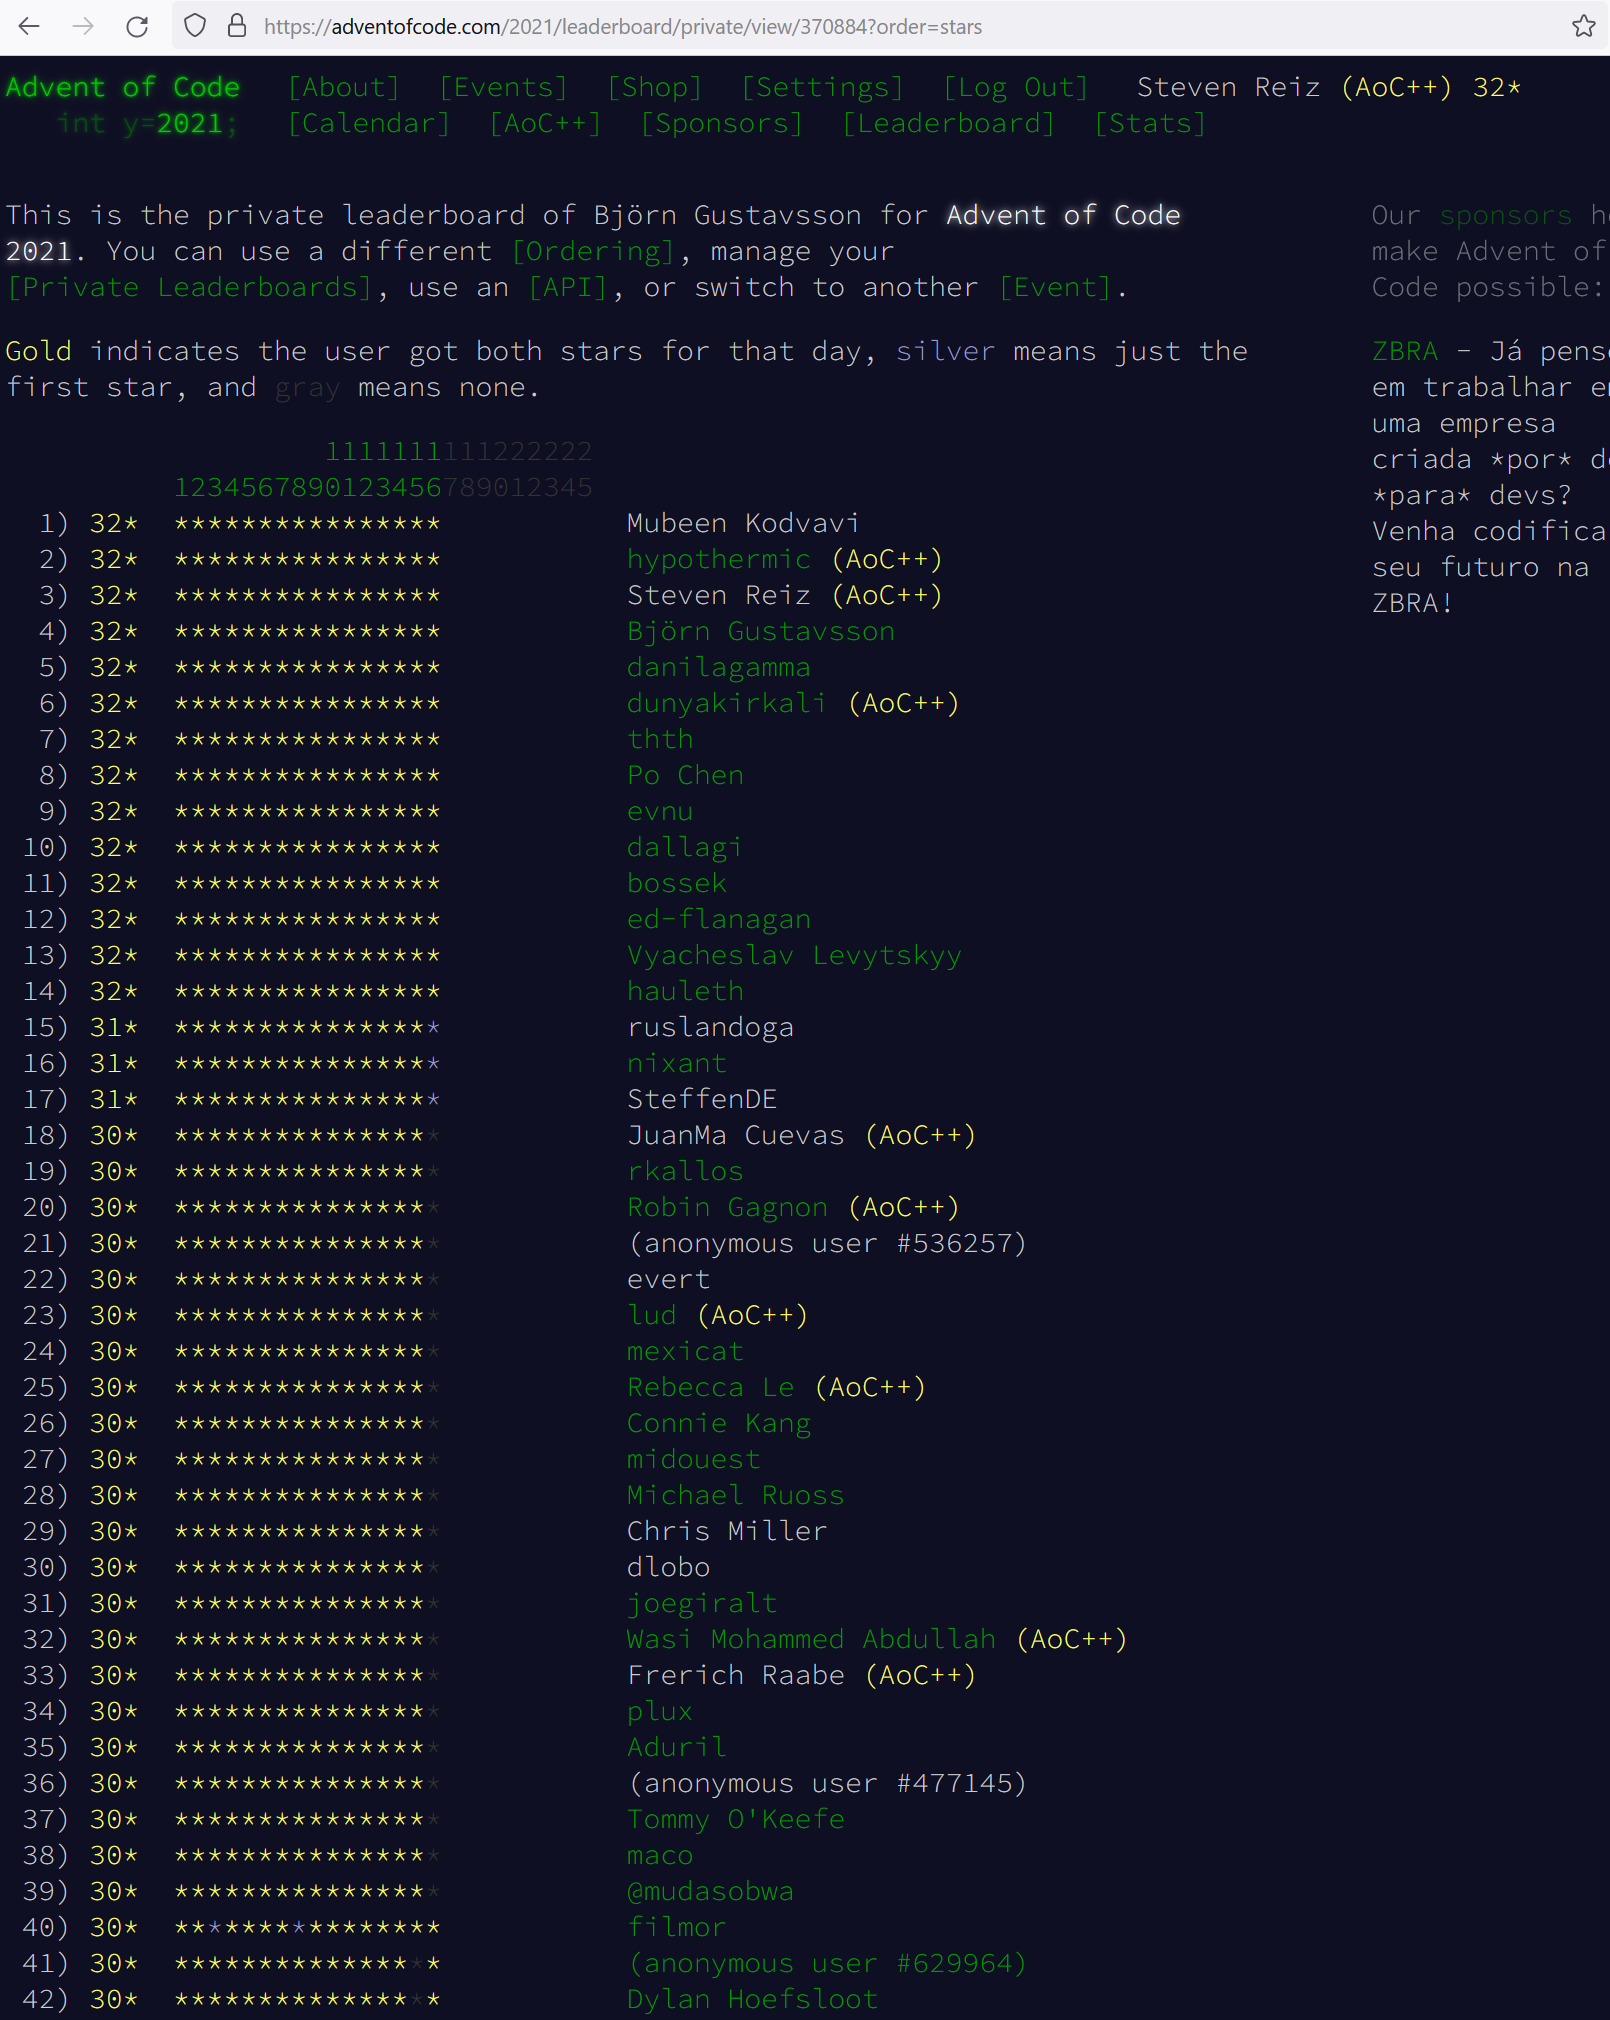 https://adventofcode.com/2021/leaderboard/private/view/370884?order=stars
Advent of Code [About] [Events] [Shop] [Settings] [Log Out] Steven Reiz (AoC++) 32*
int y=2021; [Calendar] [AoC++] [Sponsors] [Leaderboard] [Stats]
This is the private leaderboard of Björn Gustavsson for Advent of Code
2021. You can use a different [Ordering], manage your
[Private Leaderboards], use an [API], or switch to another [Event].
Gold indicates the user got both stars for that day, silver means just the
first star, and gray means none.
1111111111222222
1234567890123456789012345
1) 32* **************** Mubeen Kodvavi
2) 32* **************** hypothermic (AoC++)
3) 32* **************** Steven Reiz (AoC++)
4) 32* **************** Björn Gustavsson
5) 32* **************** danilagamma
6) 32* **************** dunyakirkali (AoC++)
7) 32* **************** thth
8) 32* **************** Po Chen
9) 32* **************** evnu
10) 32* **************** dallagi
11) 32* **************** bossek
12) 32* **************** ed-flanagan
13) 32* **************** Vyacheslav Levytskyy
14) 32* **************** hauleth
15) 31* **************** ruslandoga
16) 31* **************** nixant
17) 31* **************** SteffenDE
18) 30* **************** JuanMa Cuevas (AoC++)
19) 30* **************** rkallos
20) 30* **************** Robin Gagnon (AoC++)
21) 30* **************** (anonymous user #536257)
22) 30* **************** evert
23) 30* **************** lud (AoC++)
24) 30* **************** mexicat
25) 30* **************** Rebecca Le (AoC++)
26) 30* **************** Connie Kang
27) 30* **************** midouest
28) 30* **************** Michael Ruoss
29) 30* **************** Chris Miller
30) 30* **************** dlobo
31) 30* **************** joegiralt
32) 30* **************** Wasi Mohammed Abdullah (AoC++)
33) 30* **************** Frerich Raabe (AoC++)
34) 30* **************** plux
35) 30* **************** Aduril
36) 30* **************** (anonymous user #477145)
37) 30* **************** Tommy O'Keefe
38) 30* **************** maco
39) 30* **************** @mudasobwa
40) 30* **************** filmor
41) 30* **************** (anonymous user #629964)
42) 30* **************** Dylan Hoefsloot
Our sponsors
make Advent of
Code possible:
ZBRA - Já
em trabalhar
uma empresa
criada *por*
*para* devs?
Venha codifica
seu futuro na
ZBRA!